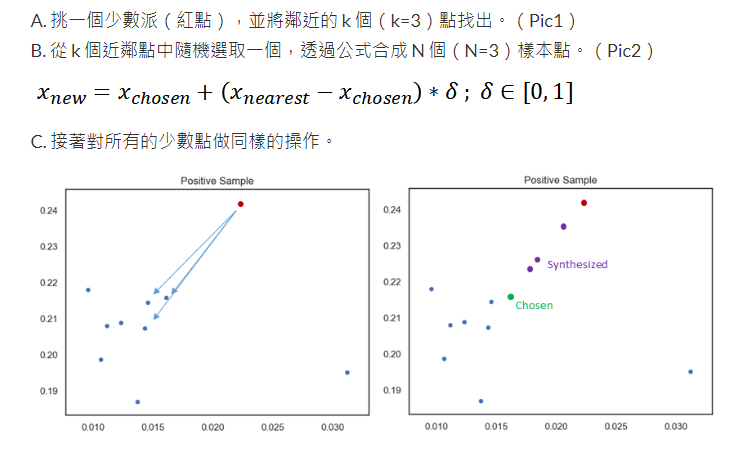 A. 挑一個少數派（紅點），並將鄰近的 k 個（k=3）點找出。（Pic1）
B. 從 k 個近鄰點中隨機選取一個，透過公式合成 N 個（N=3）樣本點。（Pic2）
x_new = x_chosen + (x_nearest − x_chosen) * δ ; δ ∈ [0, 1]
C. 接著對所有的少數點做同樣的操作。
Positive Sample
0.24
0.23
0.22
0.21
0.20
0.19
0.010 0.015 0.020 0.025 0.030
Positive Sample
0.24
0.23
Synthesized
0.22
Chosen
0.21
0.20
0.19
0.010 0.015 0.020 0.025 0.030